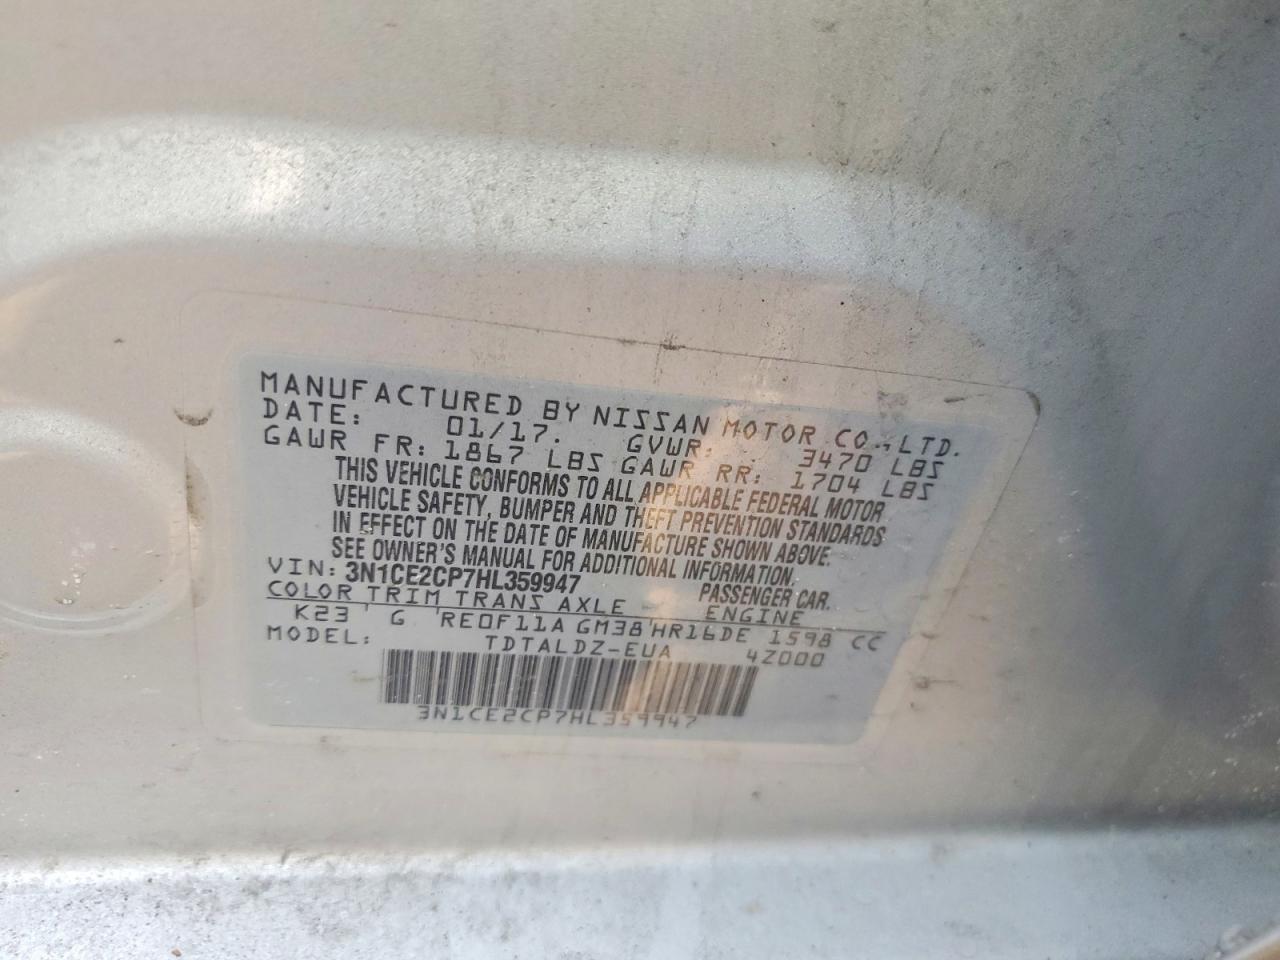 MANUFACTURED BY NISSAN MOTOR CO., LTD.
DATE: 01/17. GVWR: 3470 LBS
GAWR FR: 1867 LBS GAWR RR: 1704 LBS
THIS VEHICLE CONFORMS TO ALL APPLICABLE FEDERAL MOTOR
VEHICLE SAFETY, BUMPER AND THEFT PREVENTION STANDARDS
IN EFFECT ON THE DATE OF MANUFACTURE SHOWN ABOVE.
SEE OWNER'S MANUAL FOR ADDITIONAL INFORMATION.
VIN: 3N1CE2CP7HL359947 PASSENGER CAR.
COLOR TRIM TRANS AXLE ENGINE
K23 G RE0F11A GM38 HR16DE 1598 CC
MODEL: TDTALDZ-EUA 4Z000
3N1CE2CP7HL359947